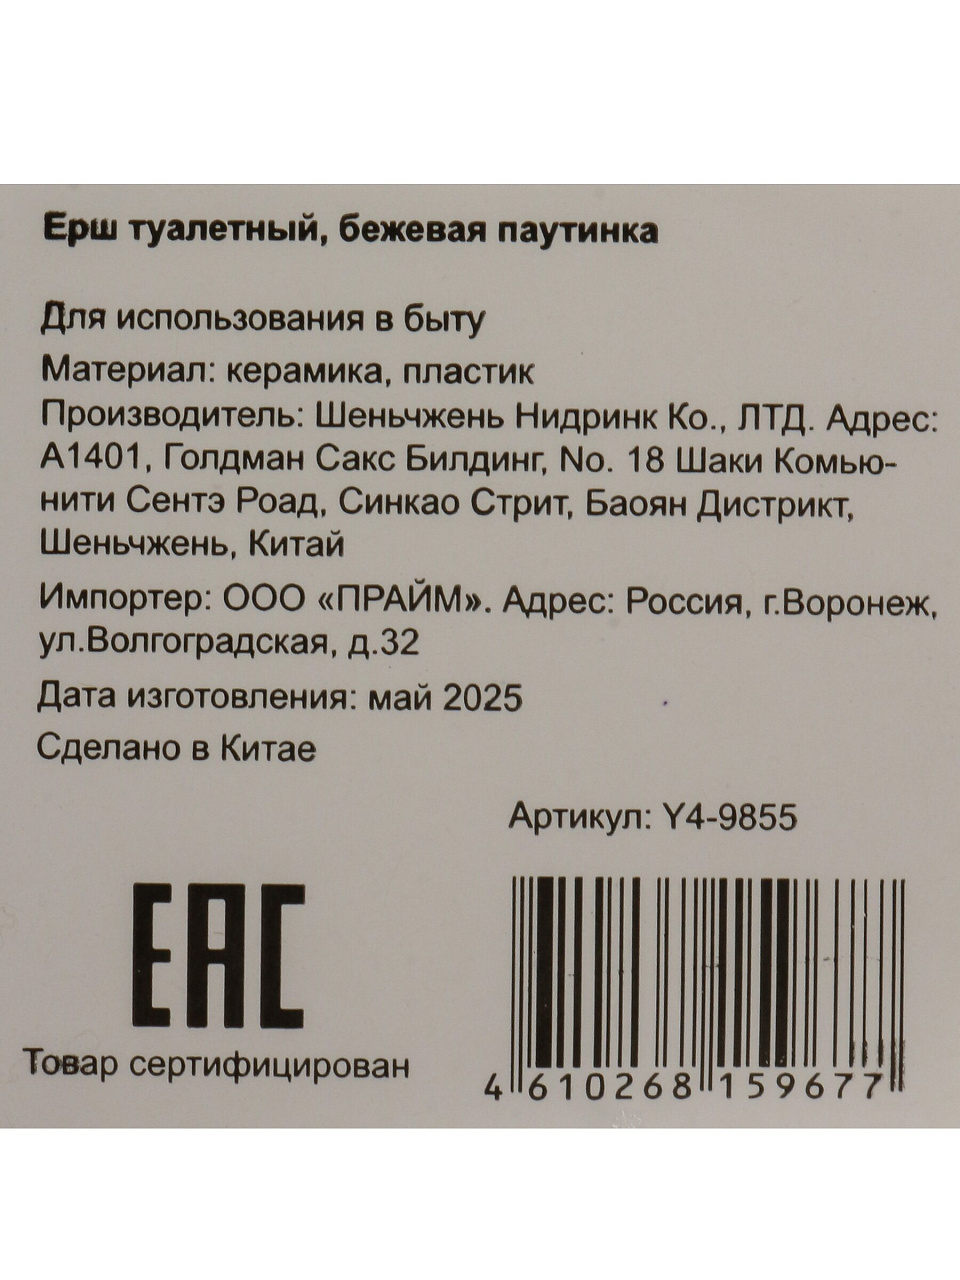 Ерш туалетный, бежевая паутинка
Для использования в быту
Материал: керамика, пластик
Производитель: Шеньчжень Нидринк Ко., ЛТД. Адрес:
А1401, Голдман Сакс Билдинг, No. 18 Шаки Комью-
нити Сентэ Роад, Синкао Стрит, Баоян Дистрикт,
Шеньчжень, Китай
Импортер: ООО «ПРАЙМ». Адрес: Россия, г.Воронеж,
ул.Волгоградская, д.32
Дата изготовления: май 2025
Сделано в Китае
Артикул: Y4-9855
ЕАС
Товар сертифицирован
4 610268 159677